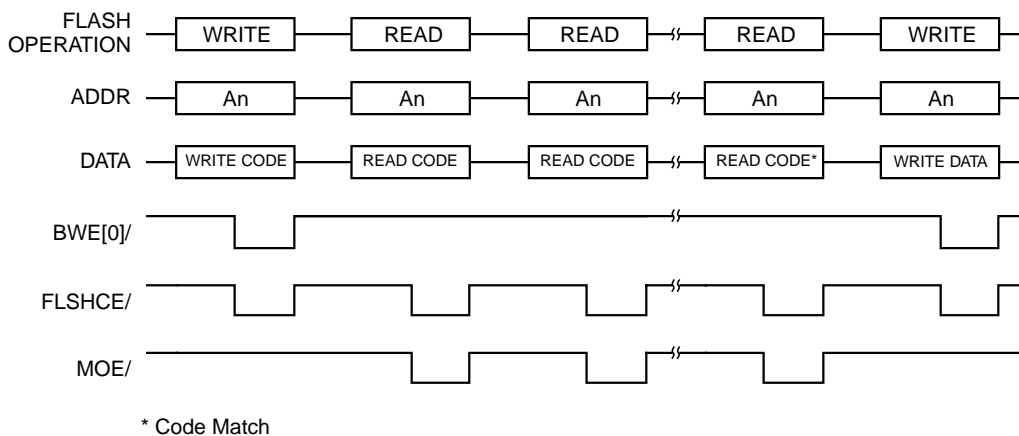 FLASH
OPERATION WRITE READ READ READ WRITE
ADDR An An An An An
DATA WRITE CODE READ CODE READ CODE READ CODE* WRITE DATA
BWE[0]/
FLSHCE/
MOE/
* Code Match